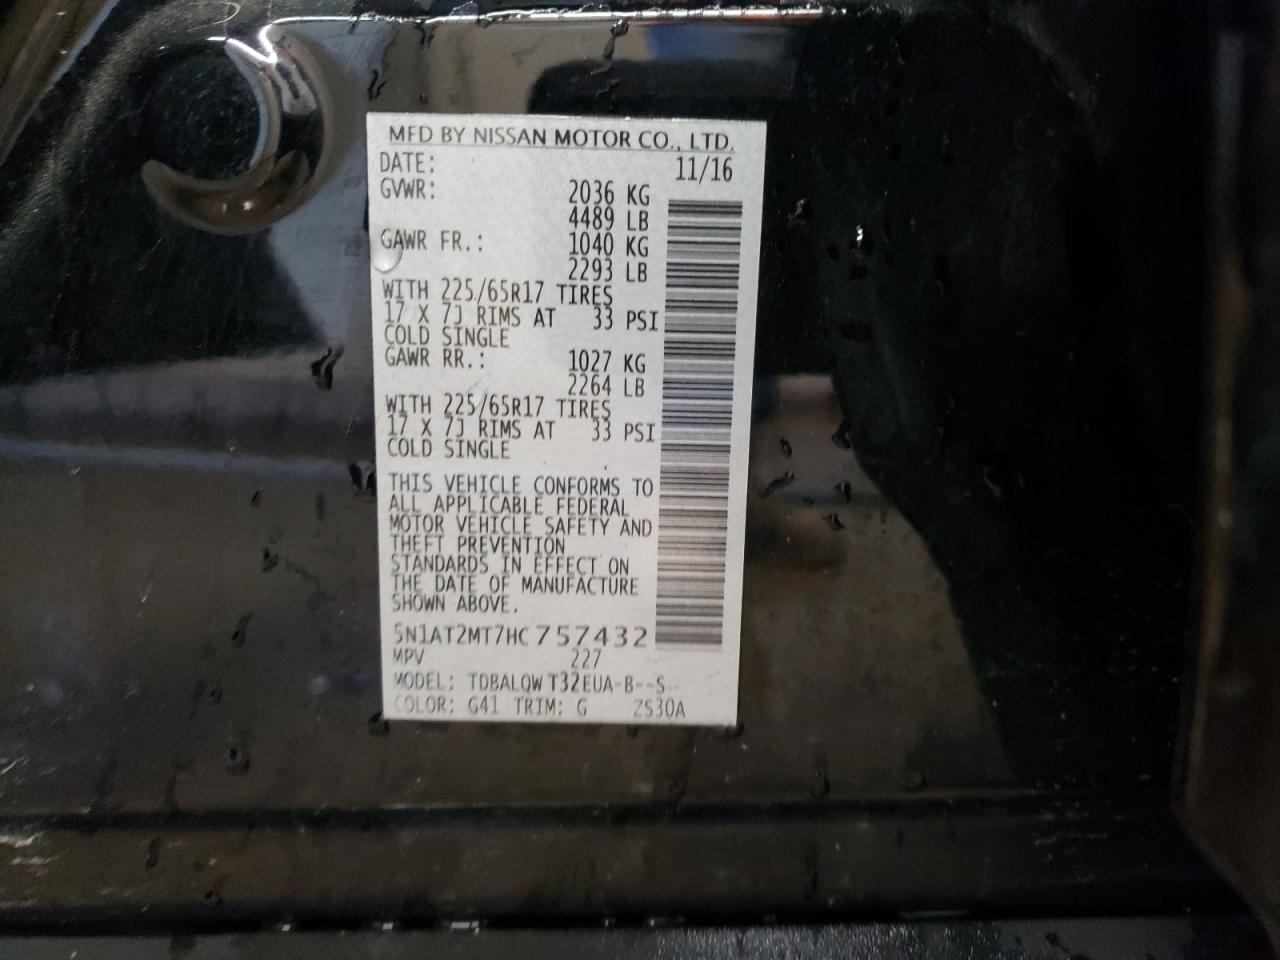 MFD BY NISSAN MOTOR CO., LTD.
DATE: 11/16
GVWR: 2036 KG
4489 LB
GAWR FR.: 1040 KG
2293 LB
WITH 225/65R17 TIRES
17 X 7J RIMS AT 33 PSI
COLD SINGLE
GAWR RR.: 1027 KG
2264 LB
WITH 225/65R17 TIRES
17 X 7J RIMS AT 33 PSI
COLD SINGLE
THIS VEHICLE CONFORMS TO
ALL APPLICABLE FEDERAL
MOTOR VEHICLE SAFETY AND
THEFT PREVENTION
STANDARDS IN EFFECT ON
THE DATE OF MANUFACTURE
SHOWN ABOVE.
5N1AT2MT7HC757432
MPV 227
MODEL: TDBALQW T32EUA-B--S-
COLOR: G41 TRIM: G ZS30A